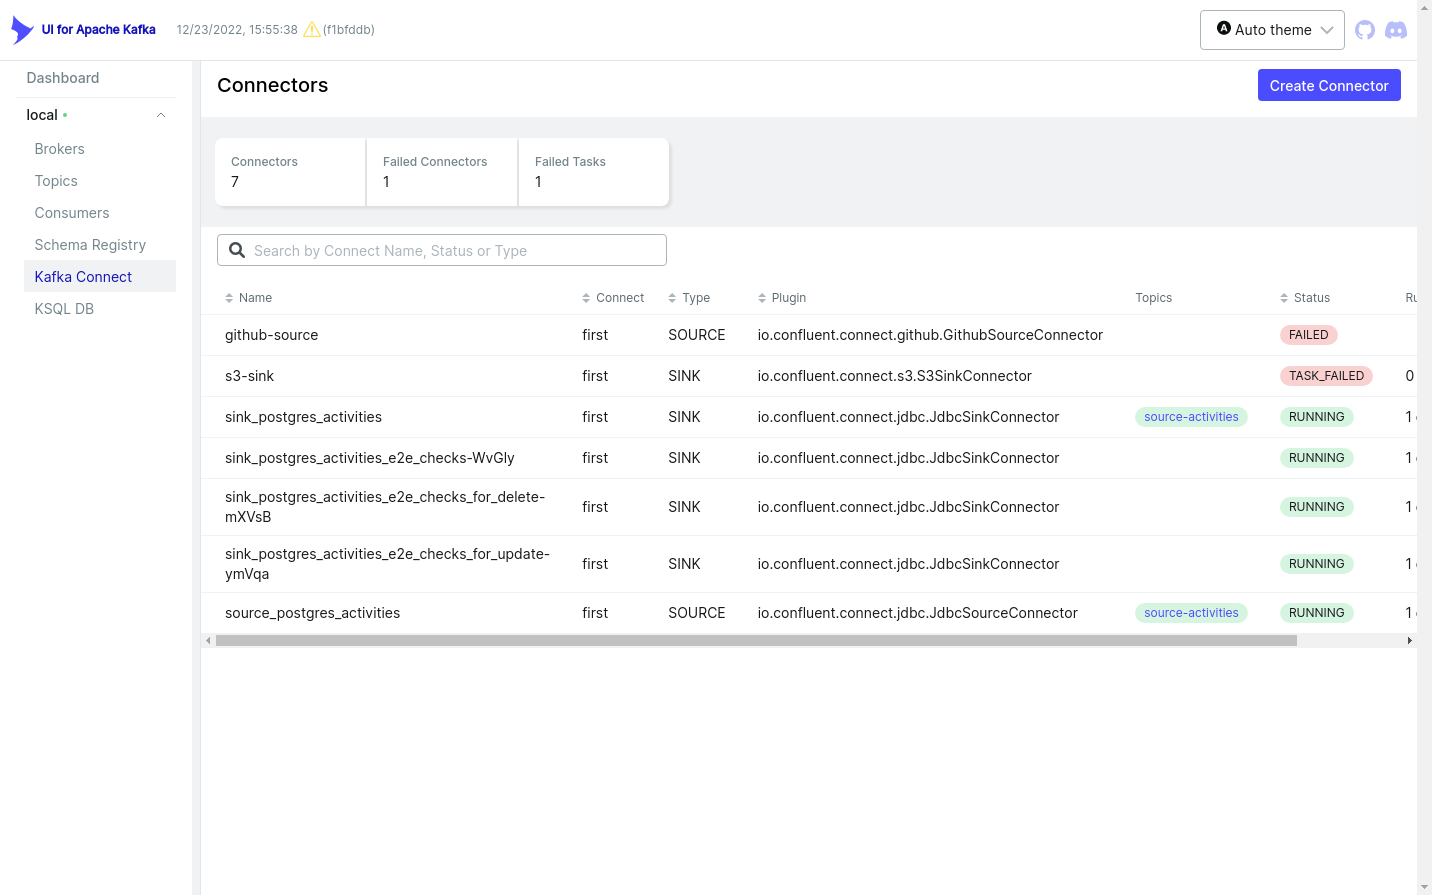 UI for Apache Kafka 12/23/2022, 15:55:38 (f1bfddb) Auto theme
Dashboard
local
Brokers
Topics
Consumers
Schema Registry
Kafka Connect
KSQL DB
Connectors Create Connector
Connectors Failed Connectors Failed Tasks
7 1 1
Search by Connect Name, Status or Type
Name Connect Type Plugin Topics Status
github-source first SOURCE io.confluent.connect.github.GithubSourceConnector FAILED
s3-sink first SINK io.confluent.connect.s3.S3SinkConnector TASK_FAILED 0
sink_postgres_activities first SINK io.confluent.connect.jdbc.JdbcSinkConnector source-activities RUNNING 1
sink_postgres_activities_e2e_checks-WvGly first SINK io.confluent.connect.jdbc.JdbcSinkConnector RUNNING 1
sink_postgres_activities_e2e_checks_for_delete-
mXVsB first SINK io.confluent.connect.jdbc.JdbcSinkConnector RUNNING 1
sink_postgres_activities_e2e_checks_for_update-
ymVqa first SINK io.confluent.connect.jdbc.JdbcSinkConnector RUNNING 1
source_postgres_activities first SOURCE io.confluent.connect.jdbc.JdbcSourceConnector source-activities RUNNING 1